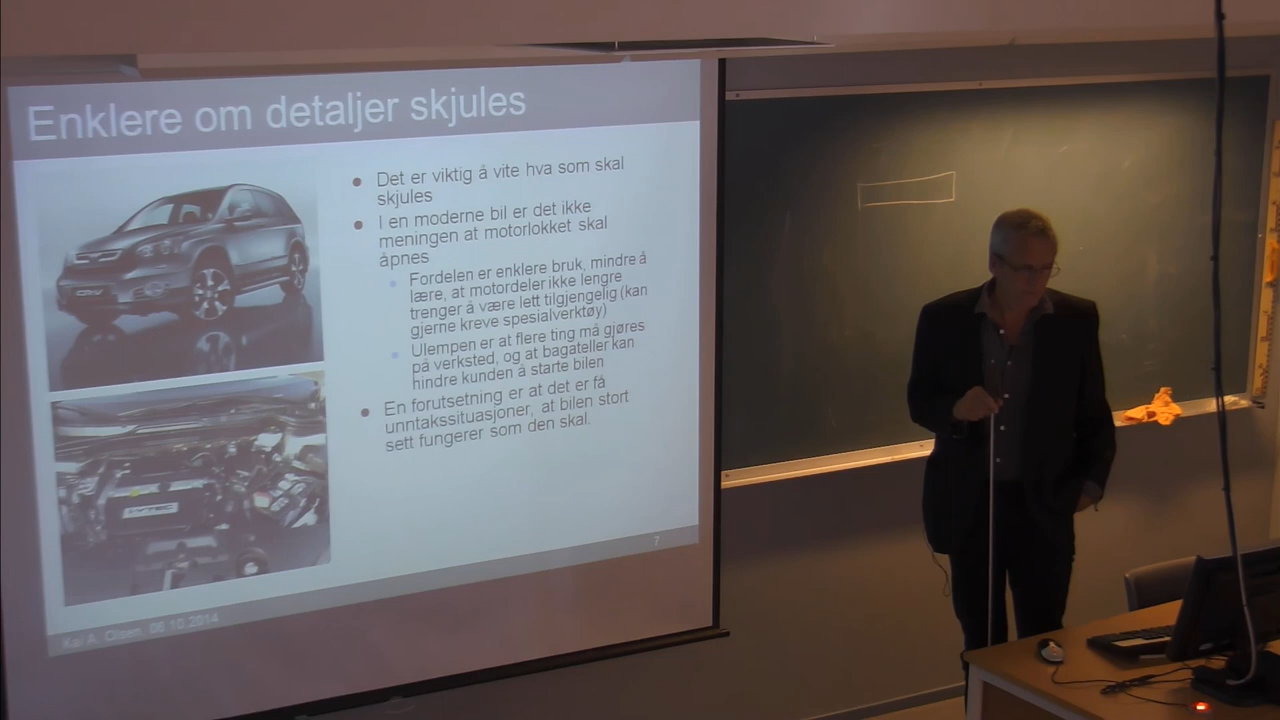 Enklere om detaljer skjules
Det er viktig å vite hva som skal
skjules
I en moderne bil er det ikke
meningen at motorlokket skal
åpnes
Fordelen er enklere bruk, mindre å
lære, at motordeler ikke lengre
trenger å være lett tilgjengelig (kan
gjerne kreve spesialverktøy)
Ulempen er at flere ting må gjøres
på verksted, og at bagateller kan
hindre kunden å starte bilen
En forutsetning er at det er få
unntakssituasjoner, at bilen stort
sett fungerer som den skal.
CR-V
i-VTEC
7
Kai A. Olsen, 06.10.2014